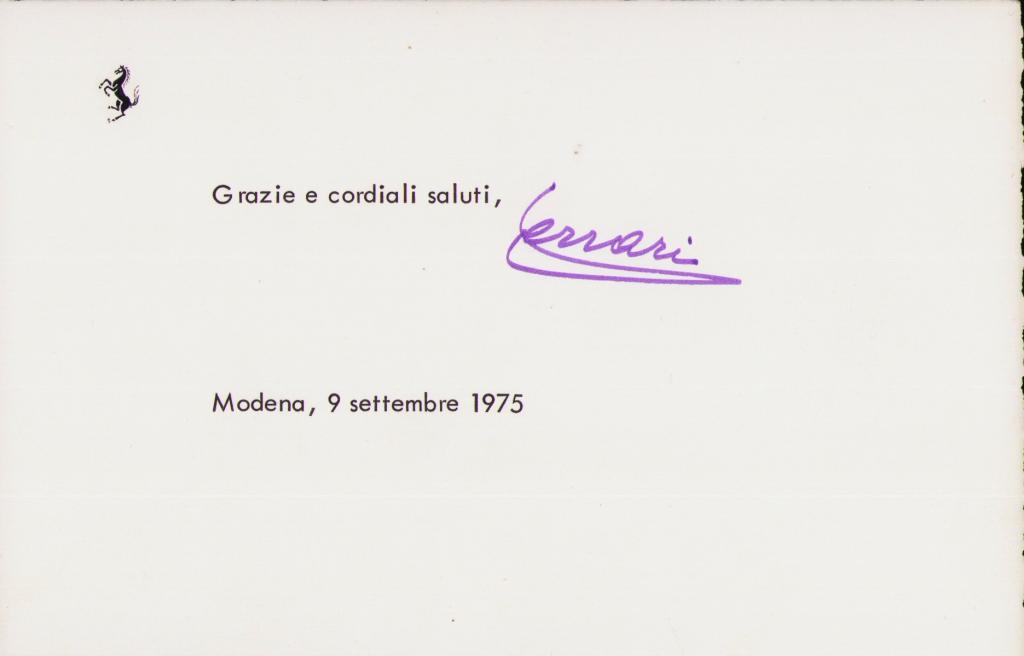 Grazie e cordiali saluti,
Ferrari
Modena, 9 settembre 1975